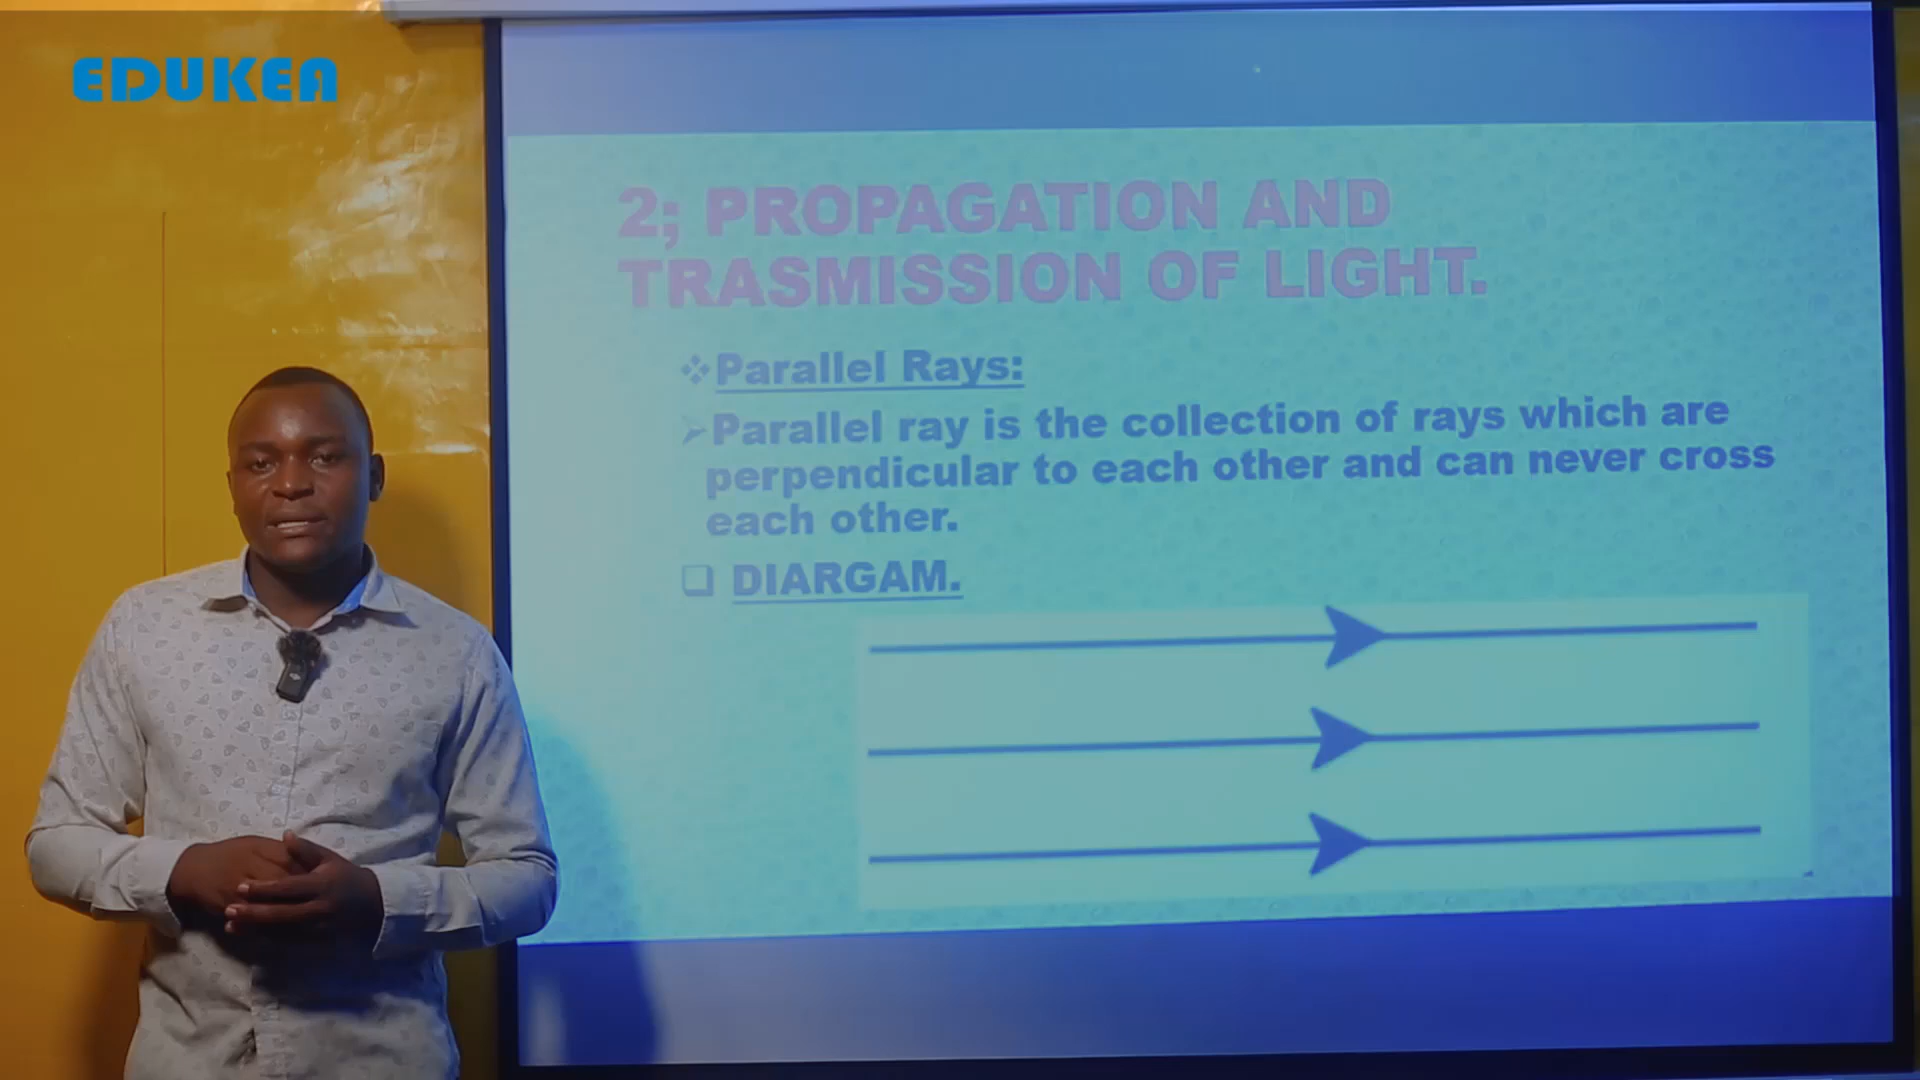 EDUKEA
2; PROPAGATION AND
TRASMISSION OF LIGHT.
Parallel Rays:
Parallel ray is the collection of rays which are
perpendicular to each other and can never cross
each other.
DIARGAM.